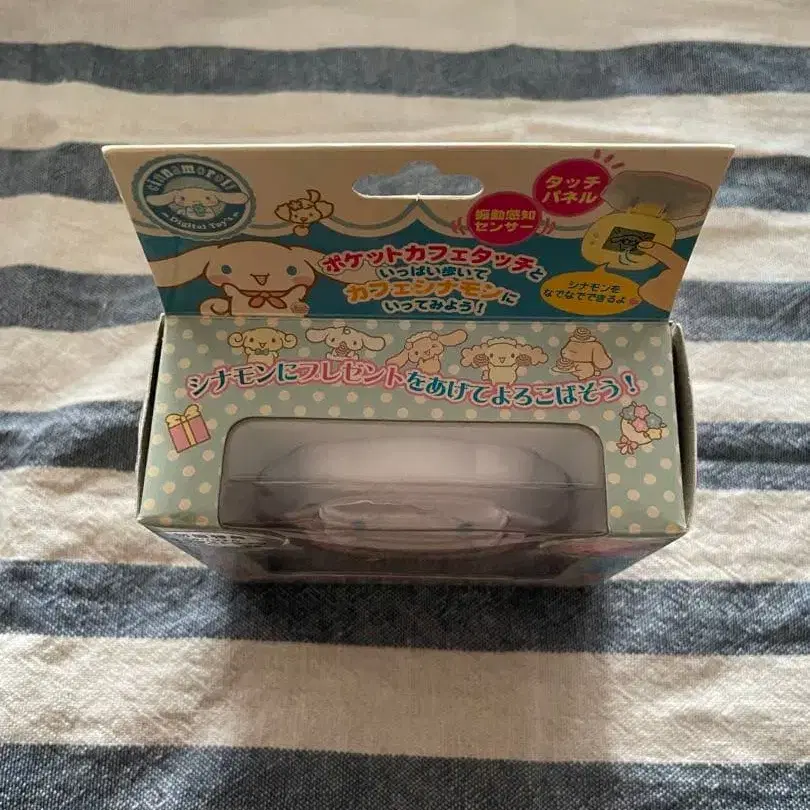 cinnamoroll
Digital Toy's
タッチ
パネル
振動感知
センサー
ポケットカフェタッチと
いっぱい歩いて
カフェシナモンに
いってみよう！
シナモンを
なでなでできるよ
シナモンにプレゼントをあげてよろこばそう！